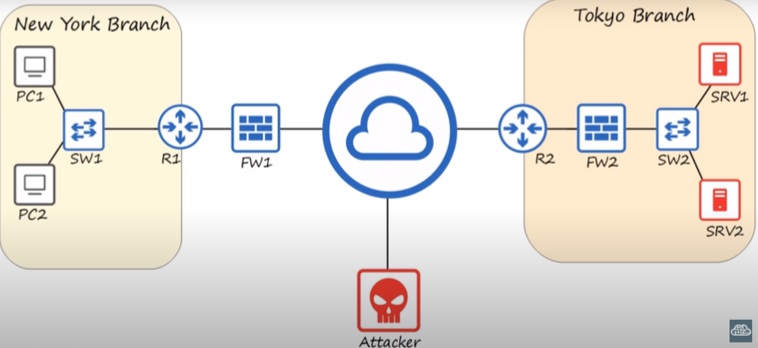 New York Branch
Tokyo Branch
PC1
SRV1
SW1
R1
FW1
R2
FW2
SW2
PC2
SRV2
Attacker